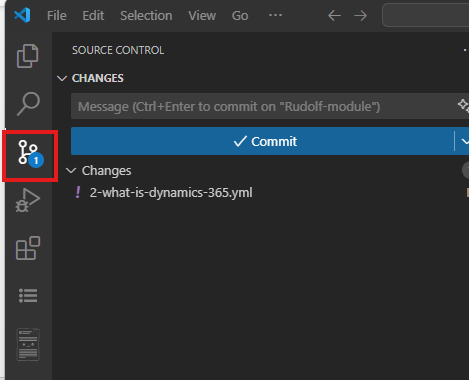 File Edit Selection View Go ...
SOURCE CONTROL
CHANGES
Message (Ctrl+Enter to commit on "Rudolf-module")
1
Commit
Changes
! 2-what-is-dynamics-365.yml